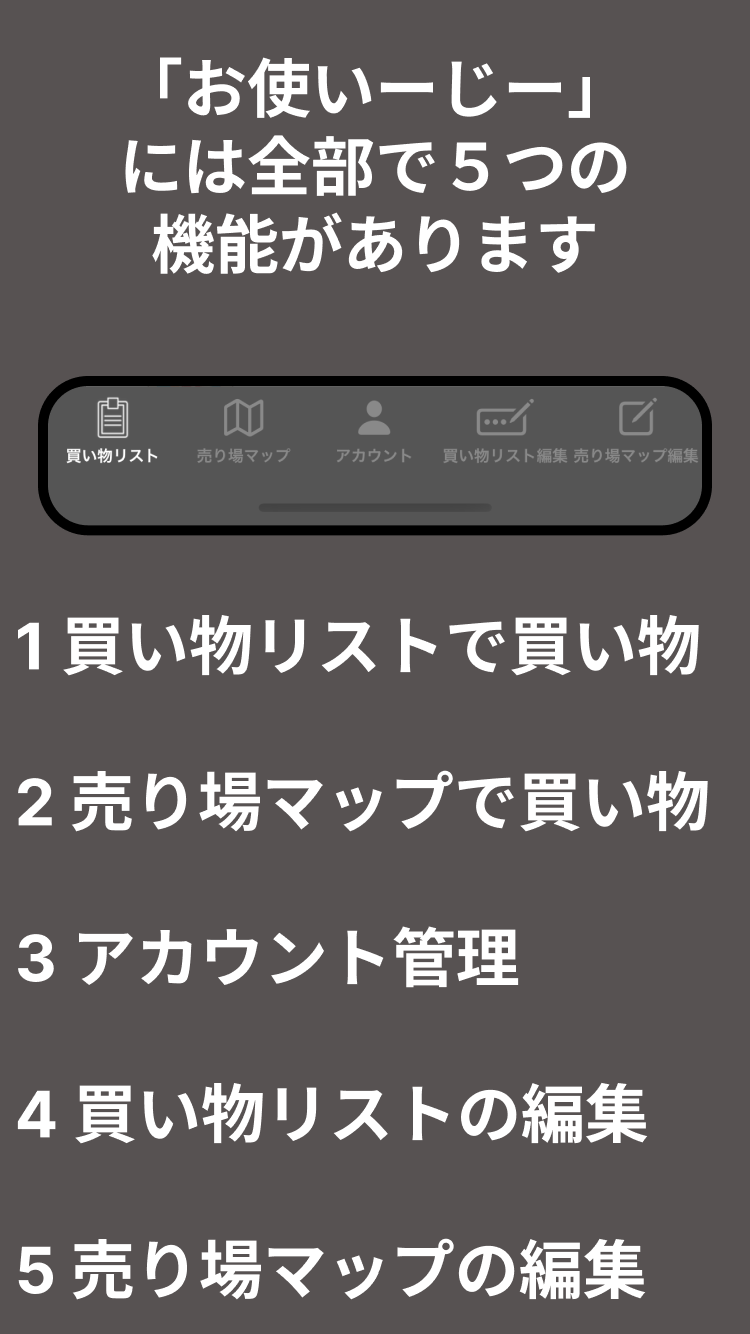 「お使いーじー」
には全部で５つの
機能があります
買い物リスト
売り場マップ
アカウント
買い物リスト編集
売り場マップ編集
1 買い物リストで買い物
2 売り場マップで買い物
3 アカウント管理
4 買い物リストの編集
5 売り場マップの編集